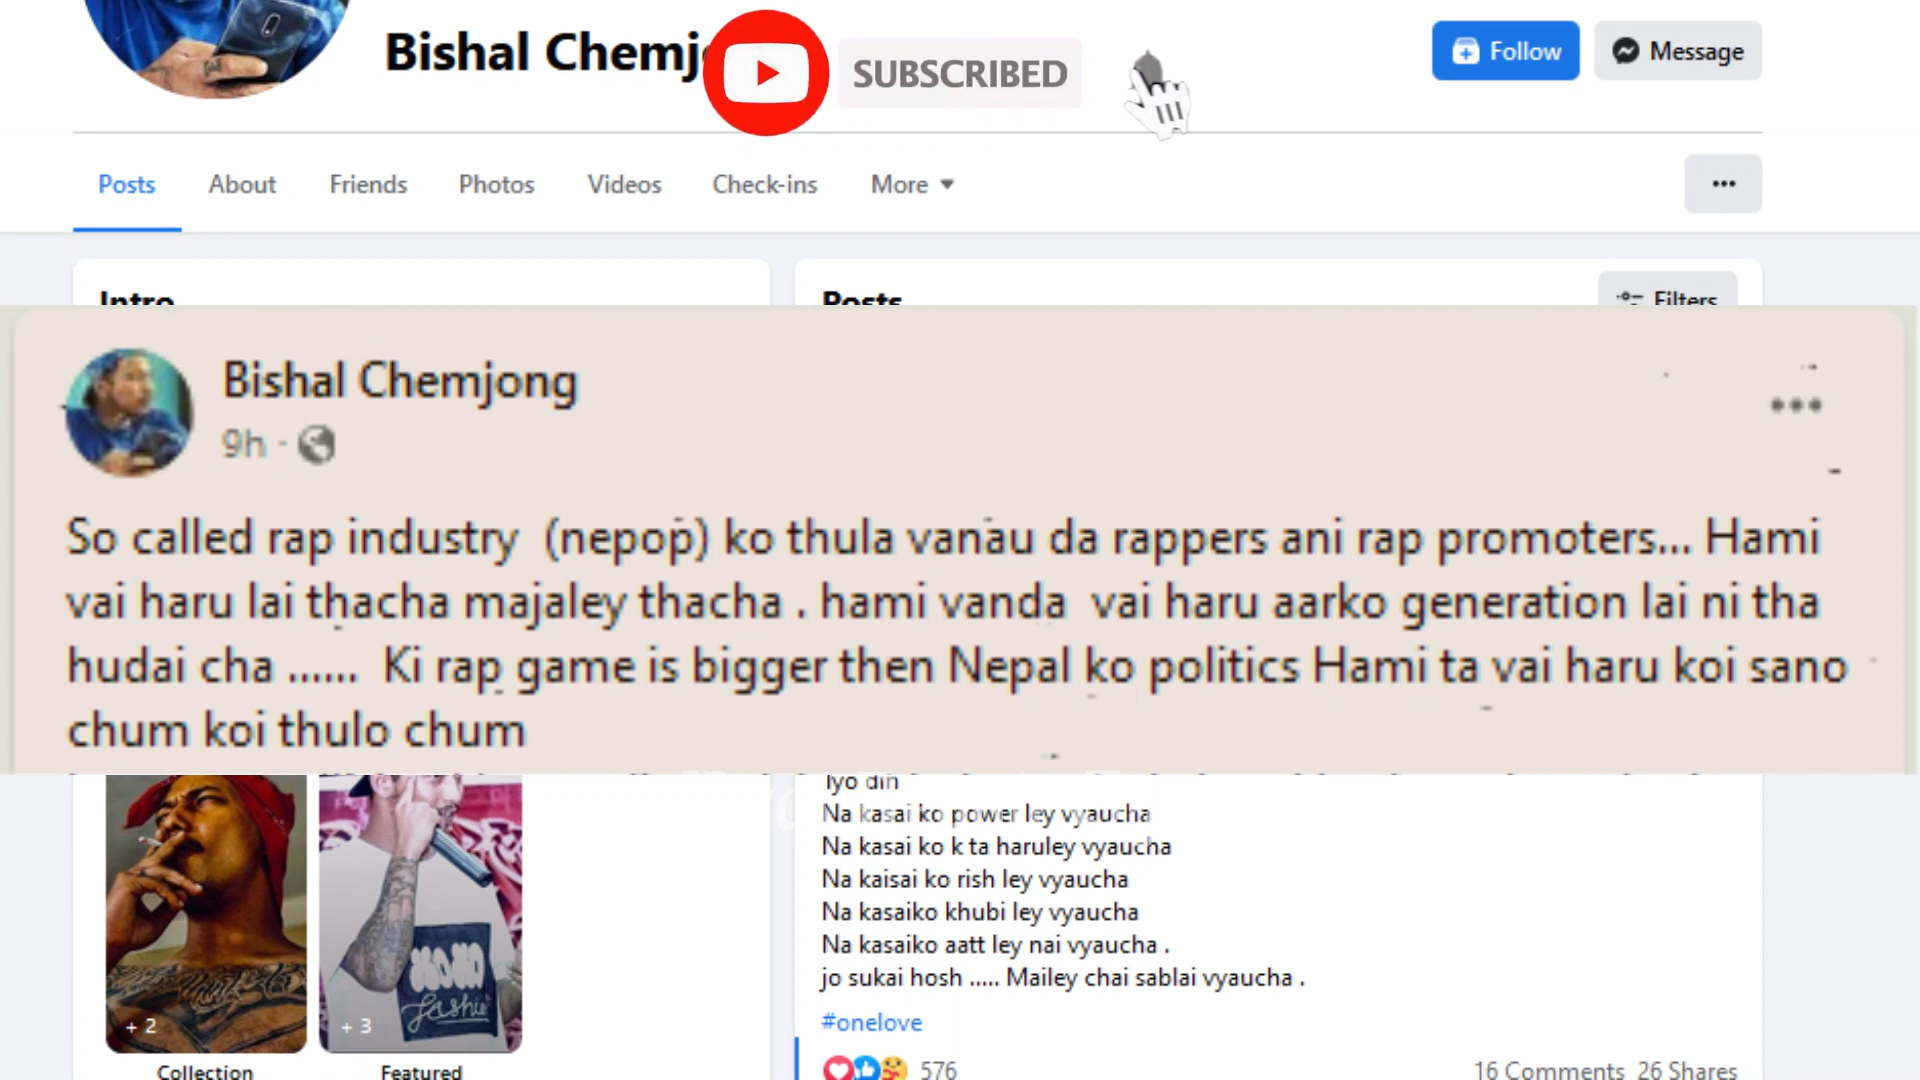 Bishal Chemj
SUBSCRIBED
Follow
Message
Posts
About
Friends
Photos
Videos
Check-ins
More
Intro
Posts
Filters
Bishal Chemjong
9h ·
So called rap industry (nepop) ko thula vanau da rappers ani rap promoters... Hami
vai haru lai thacha majaley thacha . hami vanda vai haru aarko generation lai ni tha
hudai cha ...... Ki rap game is bigger then Nepal ko politics Hami ta vai haru koi sano
chum koi thulo chum
Tyo din
Na kasai ko power ley vyaucha
Na kasai ko k ta haruley vyaucha
Na kaisai ko rish ley vyaucha
Na kasaiko khubi ley vyaucha
Na kasaiko aatt ley nai vyaucha .
jo sukai hosh ..... Mailey chai sablai vyaucha .
#onelove
576
16 Comments 26 Shares
+ 2
+ 3
fashion
Collection
Featured